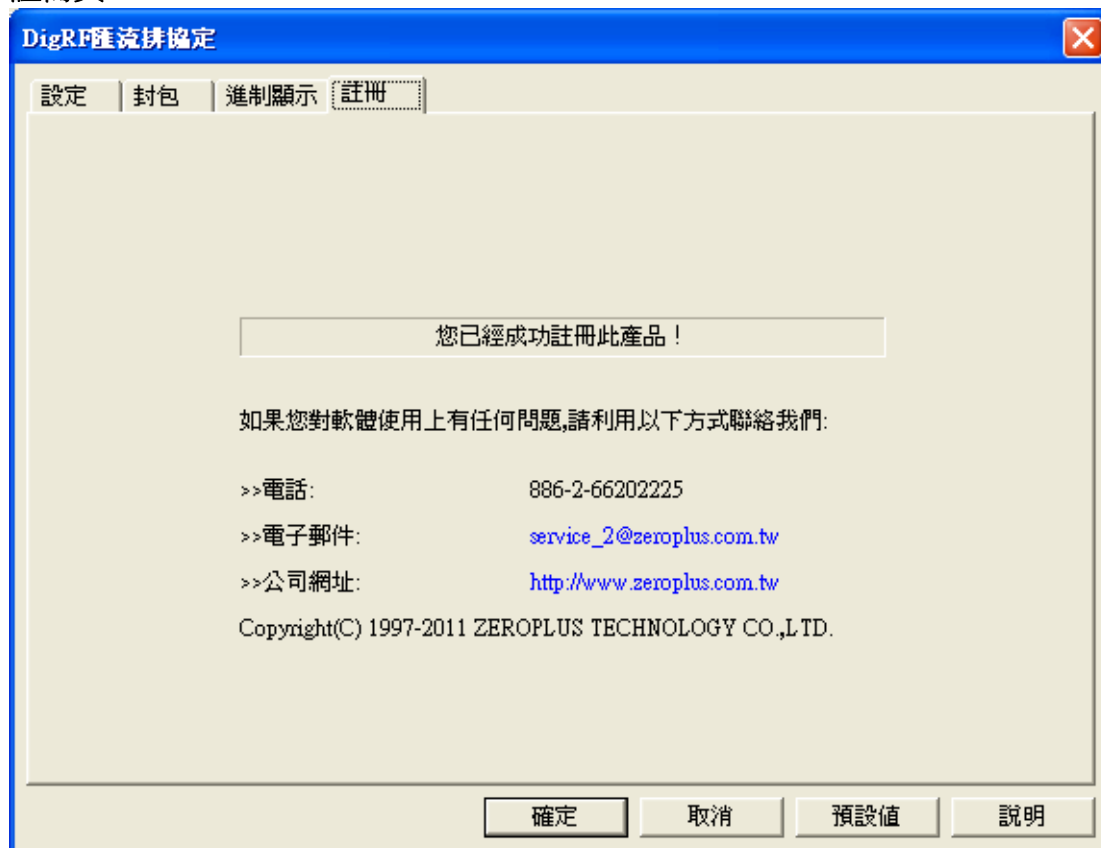 DigRF匯流排協定
設定 封包 進制顯示 註冊
您已經成功註冊此產品！
如果您對軟體使用上有任何問題,請利用以下方式聯絡我們:
>>電話: 886-2-66202225
>>電子郵件: service_2@zeroplus.com.tw
>>公司網址: http://www.zeroplus.com.tw
Copyright(C) 1997-2011 ZEROPLUS TECHNOLOGY CO.,LTD.
確定 取消 預設值 說明